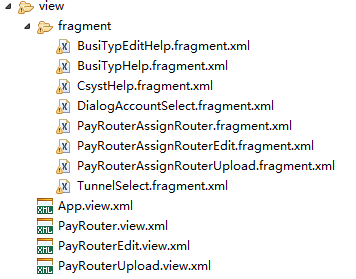 view
fragment
BusiTypEditHelp.fragment.xml
BusiTypHelp.fragment.xml
CsystHelp.fragment.xml
DialogAccountSelect.fragment.xml
PayRouterAssignRouter.fragment.xml
PayRouterAssignRouterEdit.fragment.xml
PayRouterAssignRouterUpload.fragment.xml
TunnelSelect.fragment.xml
App.view.xml
PayRouter.view.xml
PayRouterEdit.view.xml
PayRouterUpload.view.xml